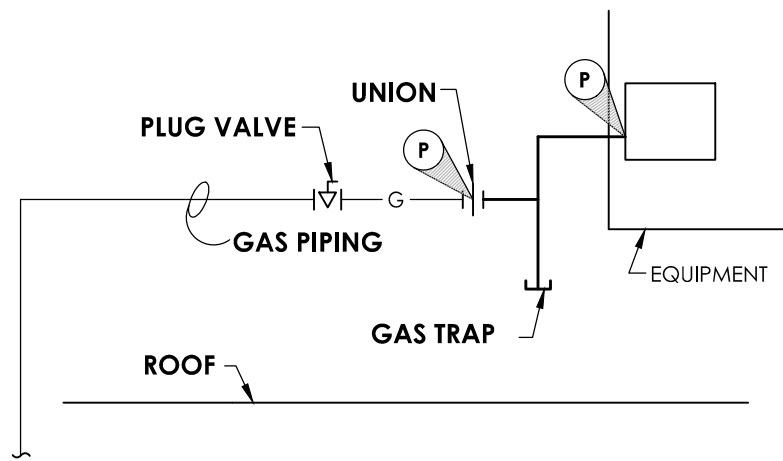 P
UNION
PLUG VALVE
P
G
GAS PIPING
EQUIPMENT
GAS TRAP
ROOF